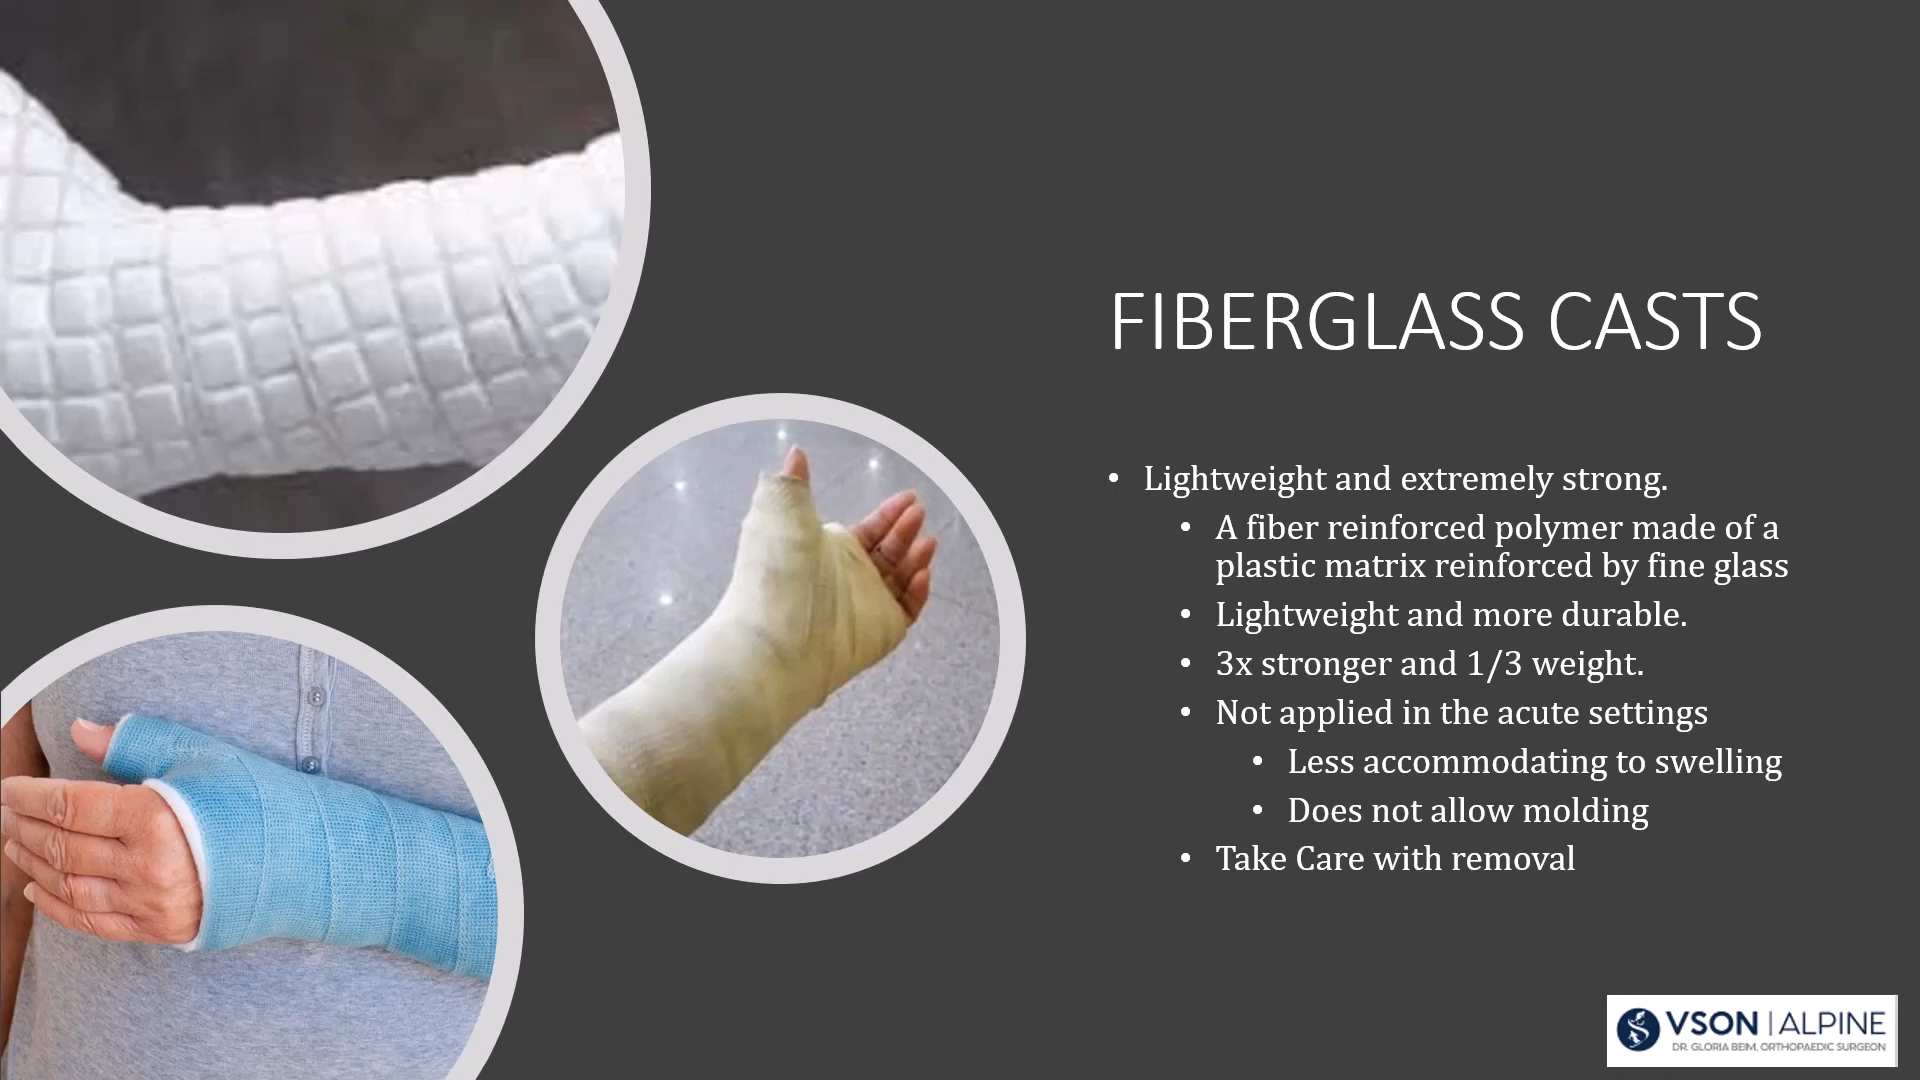 FIBERGLASS CASTS
• Lightweight and extremely strong.
• A fiber reinforced polymer made of a
plastic matrix reinforced by fine glass
• Lightweight and more durable.
• 3x stronger and 1/3 weight.
• Not applied in the acute settings
• Less accommodating to swelling
• Does not allow molding
• Take Care with removal
VSON | ALPINE
DR. GLORIA BEIM, ORTHOPAEDIC SURGEON